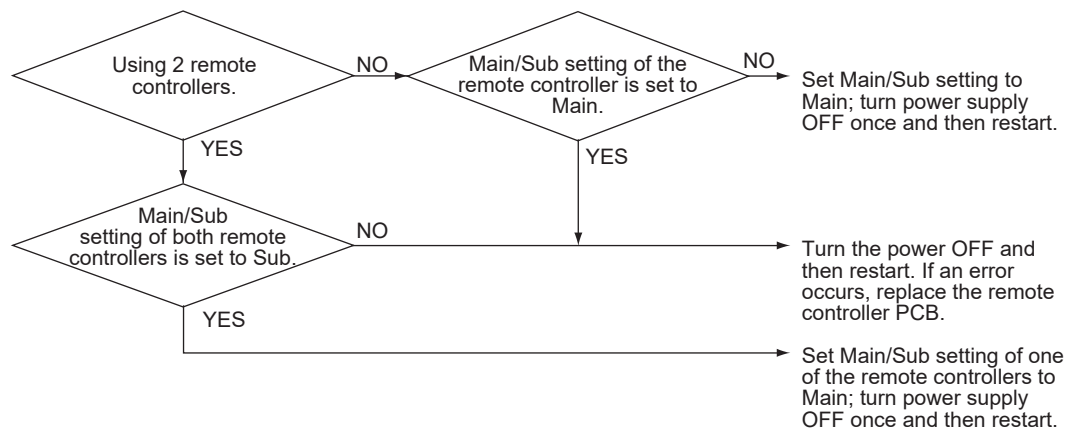 Using 2 remote
controllers.
NO
Main/Sub setting of the
remote controller is set to
Main.
NO
Set Main/Sub setting to
Main; turn power supply
OFF once and then restart.
YES
YES
Main/Sub
setting of both remote
controllers is set to Sub.
NO
Turn the power OFF and
then restart. If an error
occurs, replace the remote
controller PCB.
YES
Set Main/Sub setting of one
of the remote controllers to
Main; turn power supply
OFF once and then restart.